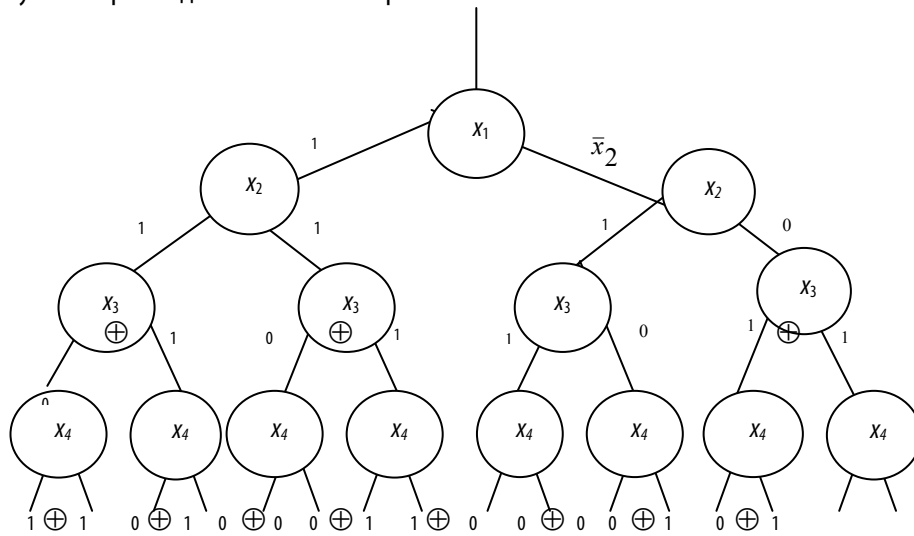 x₁
1 x̄₂
x₂ x₂
1 1 1 0
x₃ x₃ x₃ x₃
⊕ 1 0 ⊕ 1 1 0 1 ⊕ 1
x₄ x₄ x₄ x₄ x₄ x₄ x₄ x₄
1 ⊕ 1 0 ⊕ 1 0 ⊕ 0 0 ⊕ 1 1 ⊕ 0 0 ⊕ 0 0 ⊕ 1 0 ⊕ 1